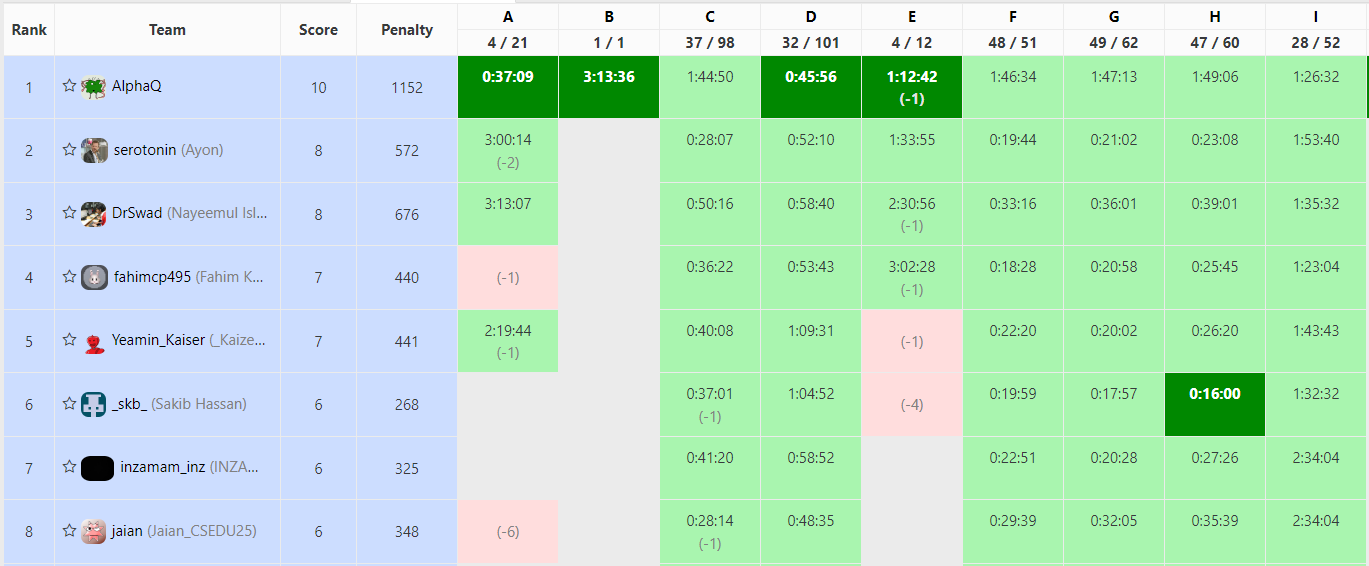 Rank Team Score Penalty A B C D E F G H I
4 / 21 1 / 1 37 / 98 32 / 101 4 / 12 48 / 51 49 / 62 47 / 60 28 / 52
1 AlphaQ 10 1152 0:37:09 3:13:36 1:44:50 0:45:56 1:12:42 (-1) 1:46:34 1:47:13 1:49:06 1:26:32
2 serotonin (Ayon) 8 572 3:00:14 (-2) 0:28:07 0:52:10 1:33:55 0:19:44 0:21:02 0:23:08 1:53:40
3 DrSwad (Nayeemul Isl... 8 676 3:13:07 0:50:16 0:58:40 2:30:56 (-1) 0:33:16 0:36:01 0:39:01 1:35:32
4 fahimcp495 (Fahim K... 7 440 (-1) 0:36:22 0:53:43 3:02:28 (-1) 0:18:28 0:20:58 0:25:45 1:23:04
5 Yeamin_Kaiser (_Kaize... 7 441 2:19:44 (-1) 0:40:08 1:09:31 (-1) 0:22:20 0:20:02 0:26:20 1:43:43
6 _skb_ (Sakib Hassan) 6 268 0:37:01 (-1) 1:04:52 (-4) 0:19:59 0:17:57 0:16:00 1:32:32
7 inzamam_inz (INZA... 6 325 0:41:20 0:58:52 0:22:51 0:20:28 0:27:26 2:34:04
8 jaian (Jaian_CSEDU25) 6 348 (-6) 0:28:14 (-1) 0:48:35 0:29:39 0:32:05 0:35:39 2:34:04